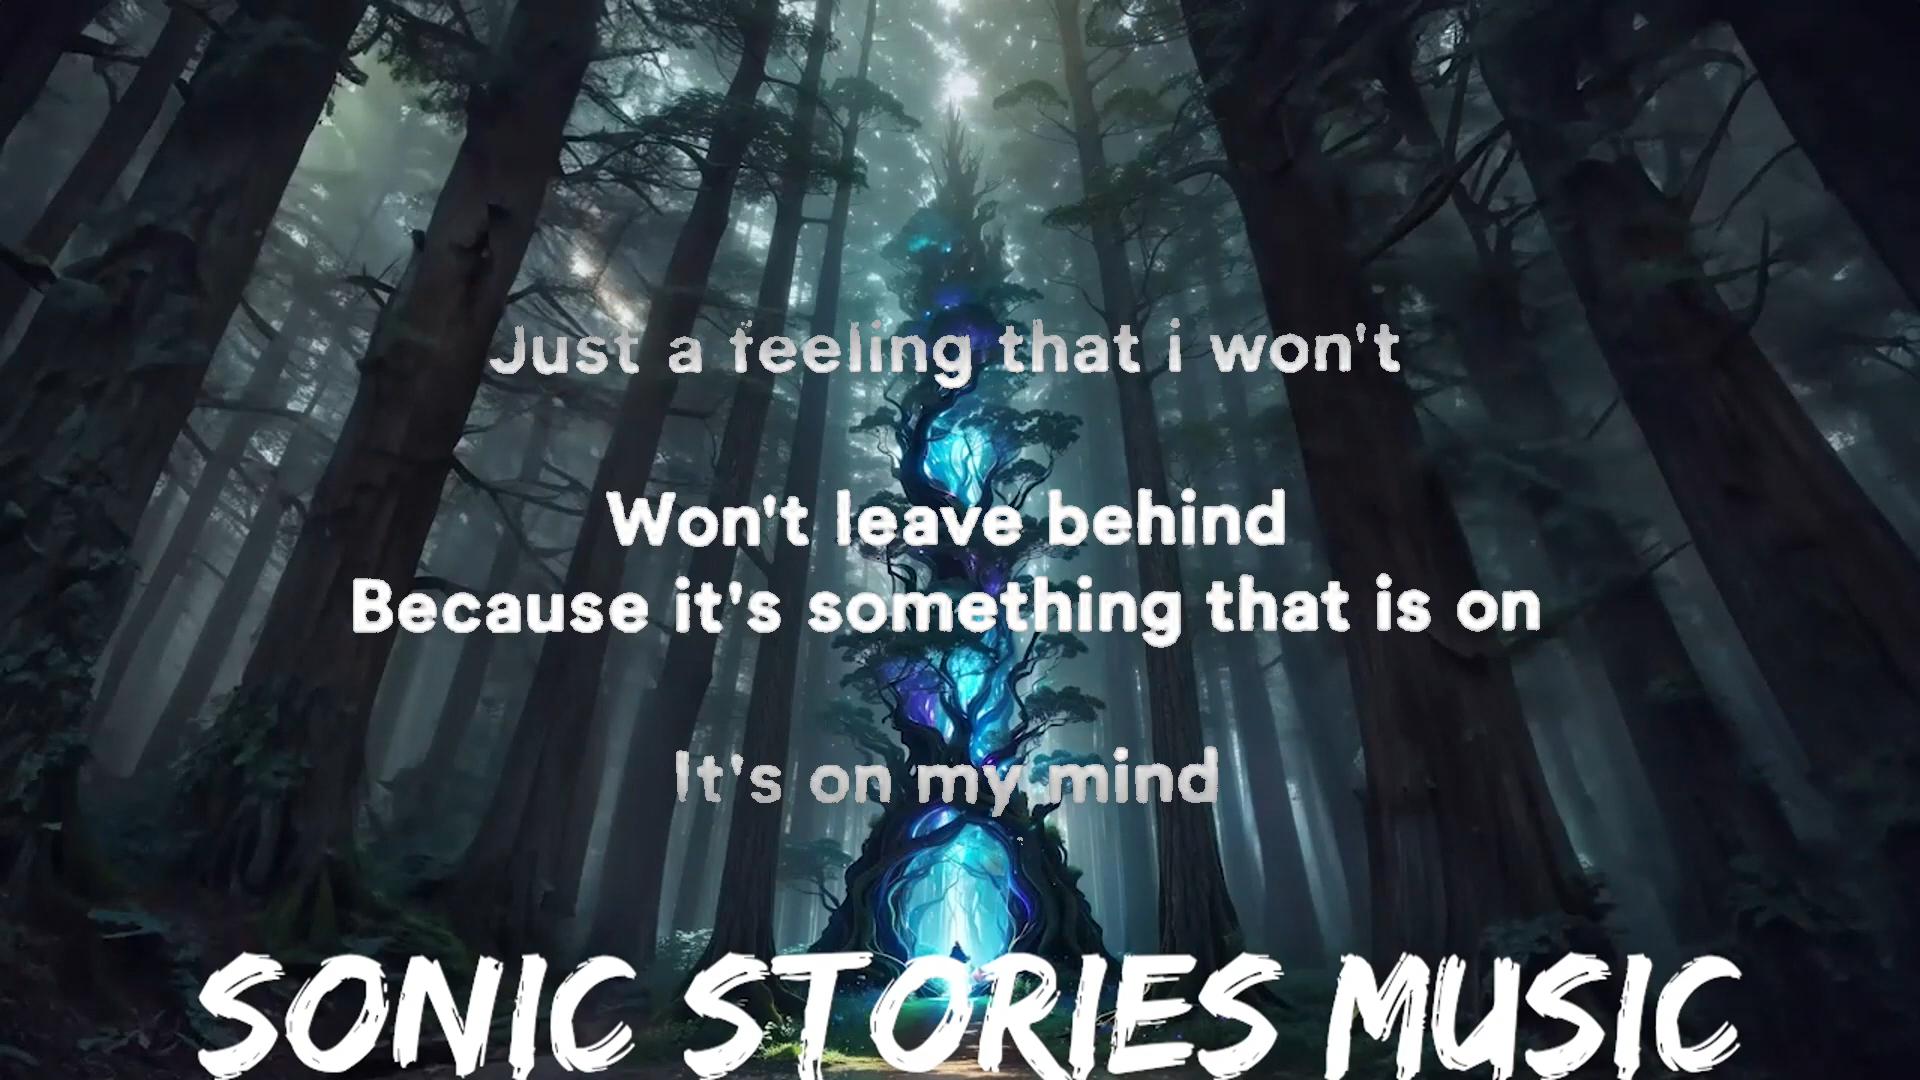 Just a feeling that i won't
Won't leave behind
Because it's something that is on
It's on my mind
SONIC STORIES MUSIC